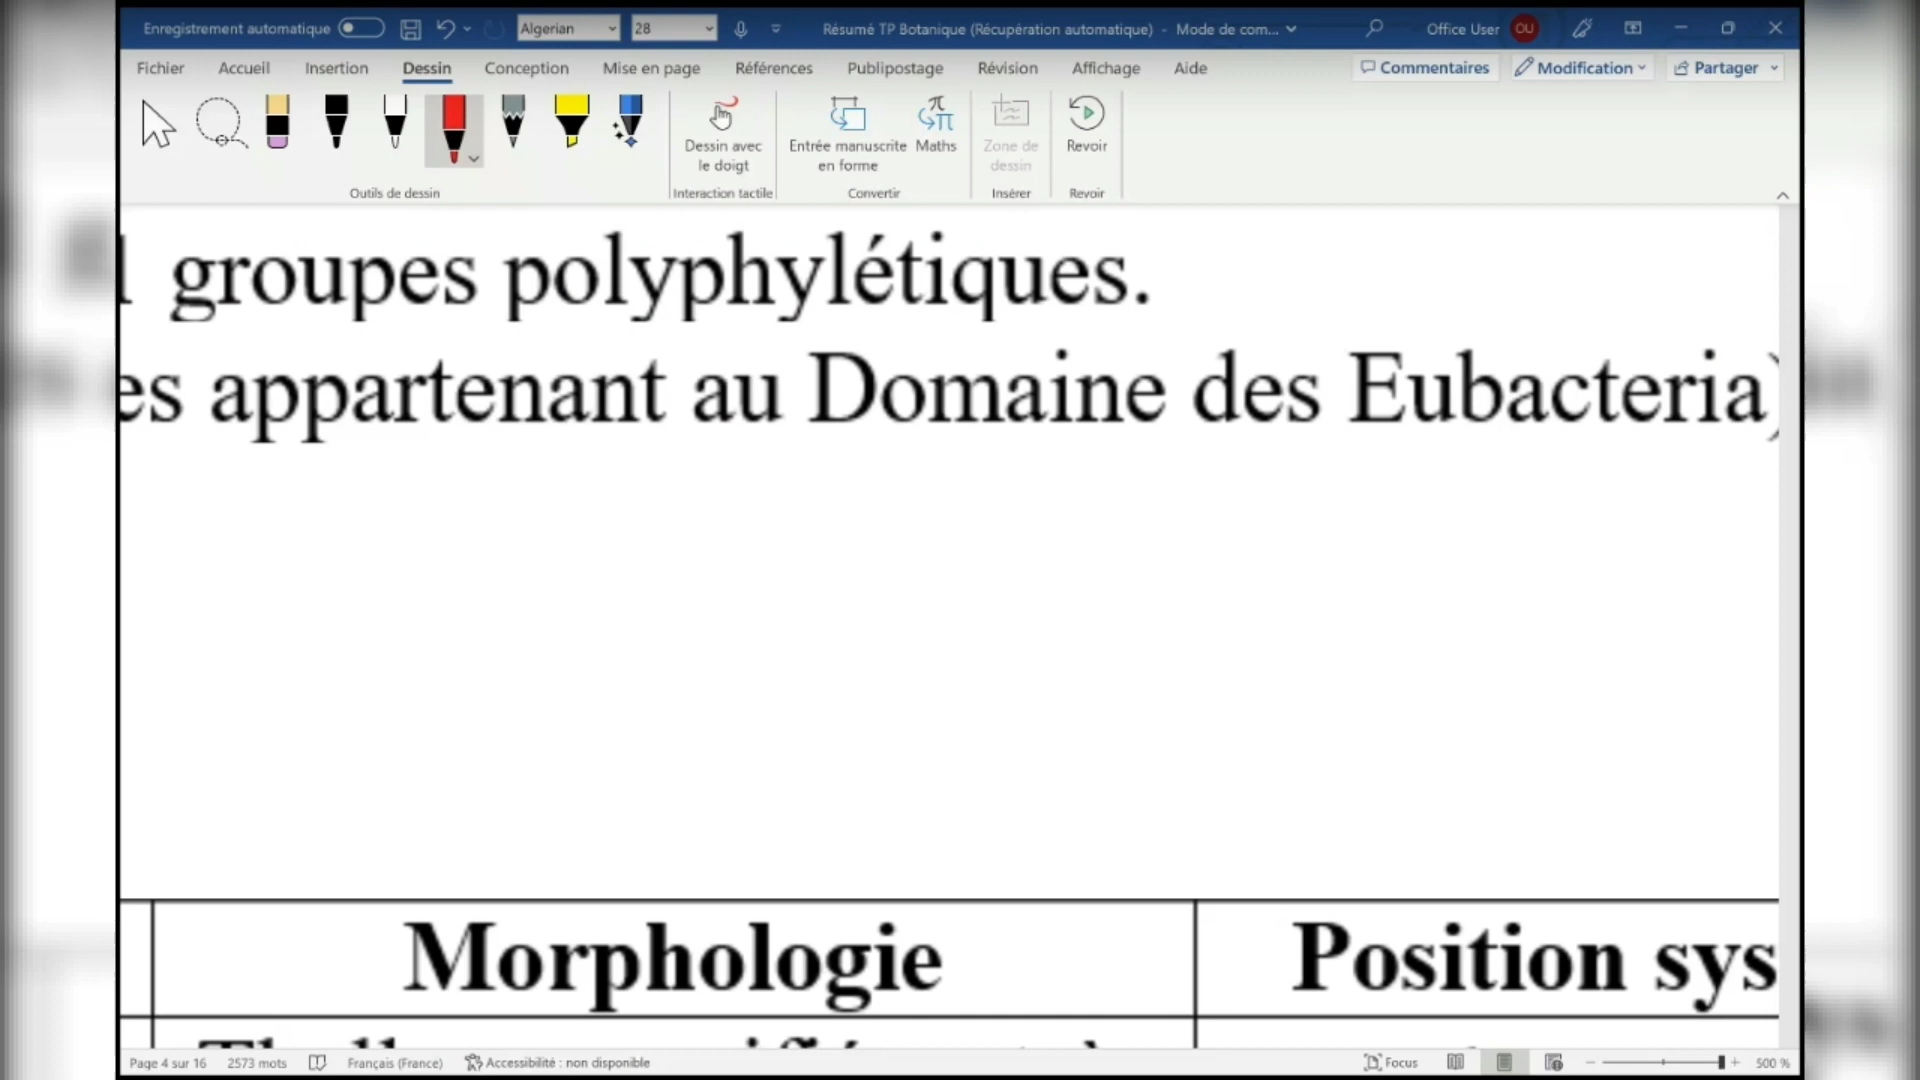 Enregistrement automatique Algerian 28 Résumé TP Botanique (Récupération automatique) - Mode de com... Office User OU
Fichier Accueil Insertion Dessin Conception Mise en page Références Publipostage Révision Affichage Aide Commentaires Modification Partager
Dessin avec
le doigt
Entrée manuscrite
en forme
Maths
Zone de
dessin
Revoir
Outils de dessin Interaction tactile Convertir Insérer Revoir
groupes polyphylétiques.
es appartenant au Domaine des Eubacteria)
Morphologie Position sys
Page 4 sur 16 2573 mots Français (France) Accessibilité : non disponible Focus 500 %